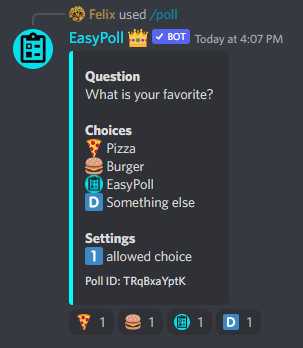 Felix used /poll
EasyPoll BOT Today at 4:07 PM
Question
What is your favorite?
Choices
Pizza
Burger
EasyPoll
D Something else
Settings
1 allowed choice
Poll ID: TRqBxaYptK
1 1 1 D 1